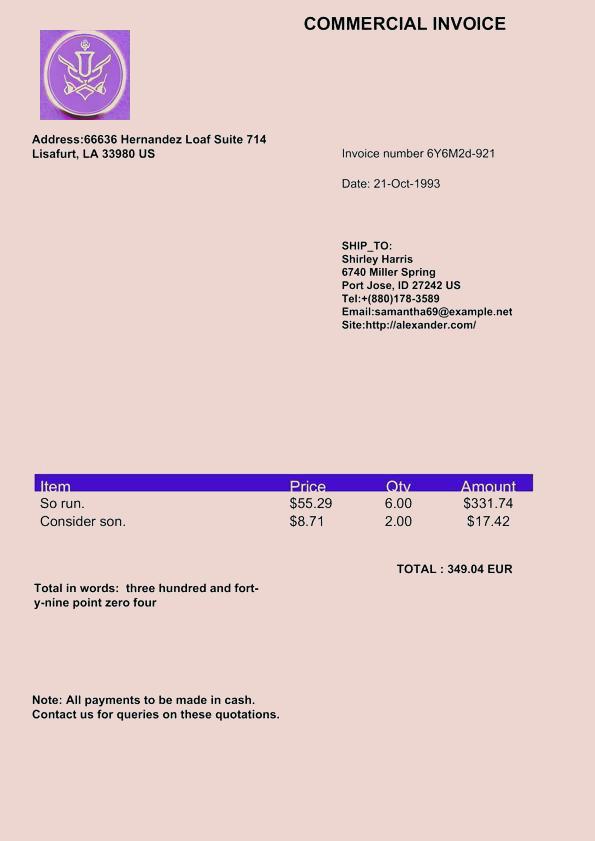 COMMERCIAL INVOICE
Address:66636 Hernandez Loaf Suite 714
Lisafurt, LA 33980 US
Invoice number 6Y6M2d-921
Date: 21-Oct-1993
SHIP_TO:
Shirley Harris
6740 Miller Spring
Port Jose, ID 27242 US
Tel:+(880)178-3589
Email:samantha69@example.net
Site:http://alexander.com/
Item Price Qty Amount
So run. $55.29 6.00 $331.74
Consider son. $8.71 2.00 $17.42
TOTAL : 349.04 EUR
Total in words: three hundred and fort-
y-nine point zero four
Note: All payments to be made in cash.
Contact us for queries on these quotations.